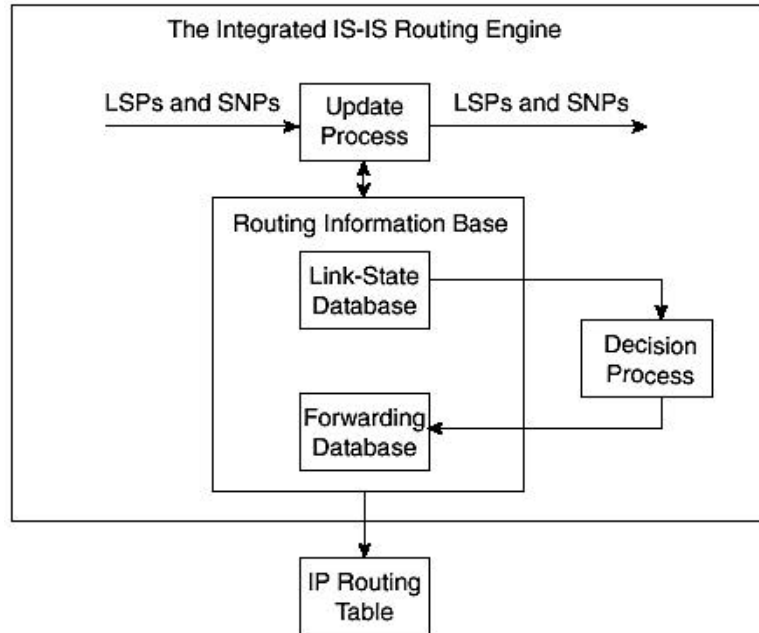 The Integrated IS-IS Routing Engine
LSPs and SNPs
Update
Process
LSPs and SNPs
Routing Information Base
Link-State
Database
Decision
Process
Forwarding
Database
IP Routing
Table